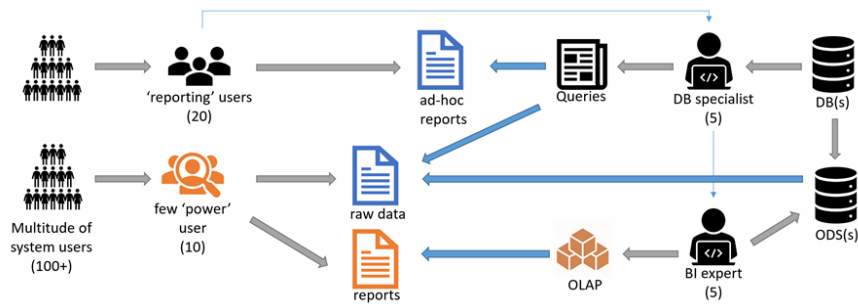 'reporting' users
(20)
ad-hoc
reports
Queries
</>
DB specialist
(5)
DB(s)
Multitude of
system users
(100+)
few 'power'
user
(10)
raw data
reports
OLAP
</>
BI expert
(5)
ODS(s)